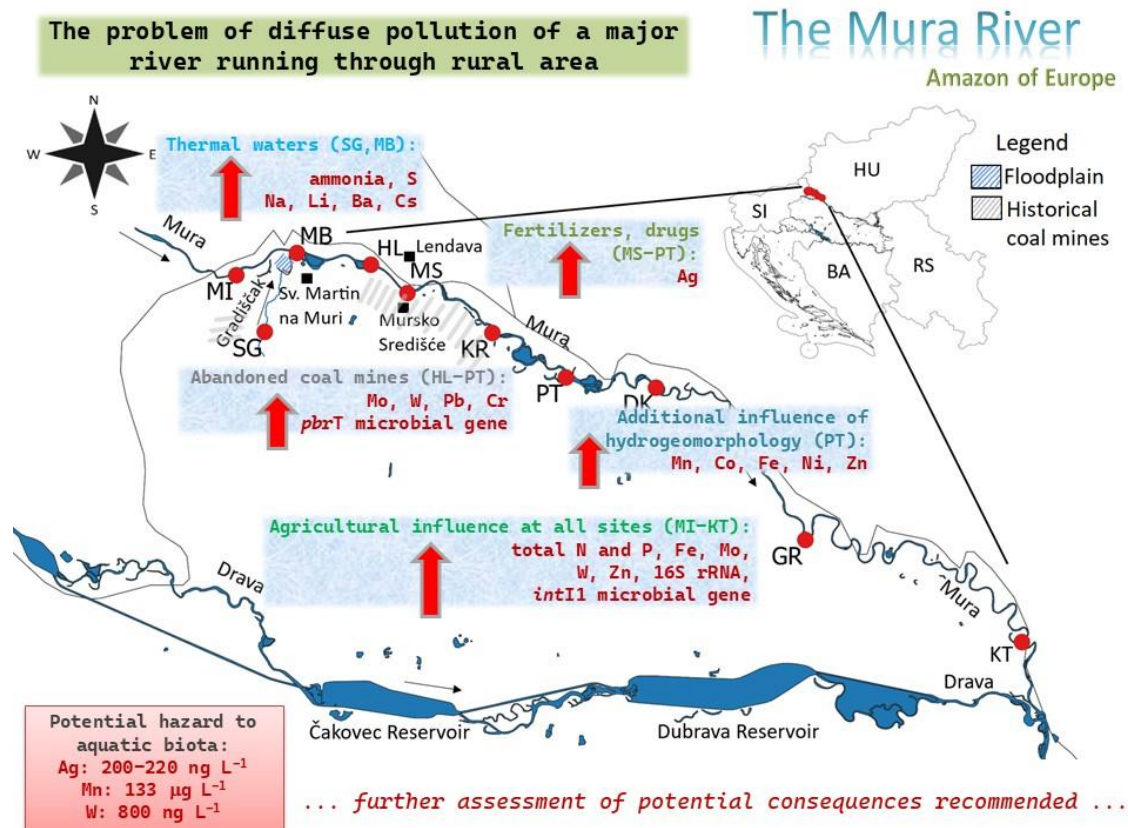 The problem of diffuse pollution of a major
river running through rural area
The Mura River
Amazon of Europe
N
W
E
S
Thermal waters (SG,MB):
ammonia, S
Na, Li, Ba, Cs
Mura
MI
MB
HL
Lendava
MS
Gradiščak
Sv. Martin
na Muri
SG
Mursko
Središće
KR
Mura
PT
DK
Fertilizers, drugs
(MS-PT):
Ag
HU
SI
BA
RS
Legend
Floodplain
Historical
coal mines
Abandoned coal mines (HL-PT):
Mo, W, Pb, Cr
pbrT microbial gene
Additional influence of
hydrogeomorphology (PT):
Mn, Co, Fe, Ni, Zn
Agricultural influence at all sites (MI-KT):
total N and P, Fe, Mo,
W, Zn, 16S rRNA,
intI1 microbial gene
GR
Mura
KT
Drava
Drava
Čakovec Reservoir
Dubrava Reservoir
Potential hazard to
aquatic biota:
Ag: 200–220 ng L⁻¹
Mn: 133 µg L⁻¹
W: 800 ng L⁻¹
... further assessment of potential consequences recommended ...